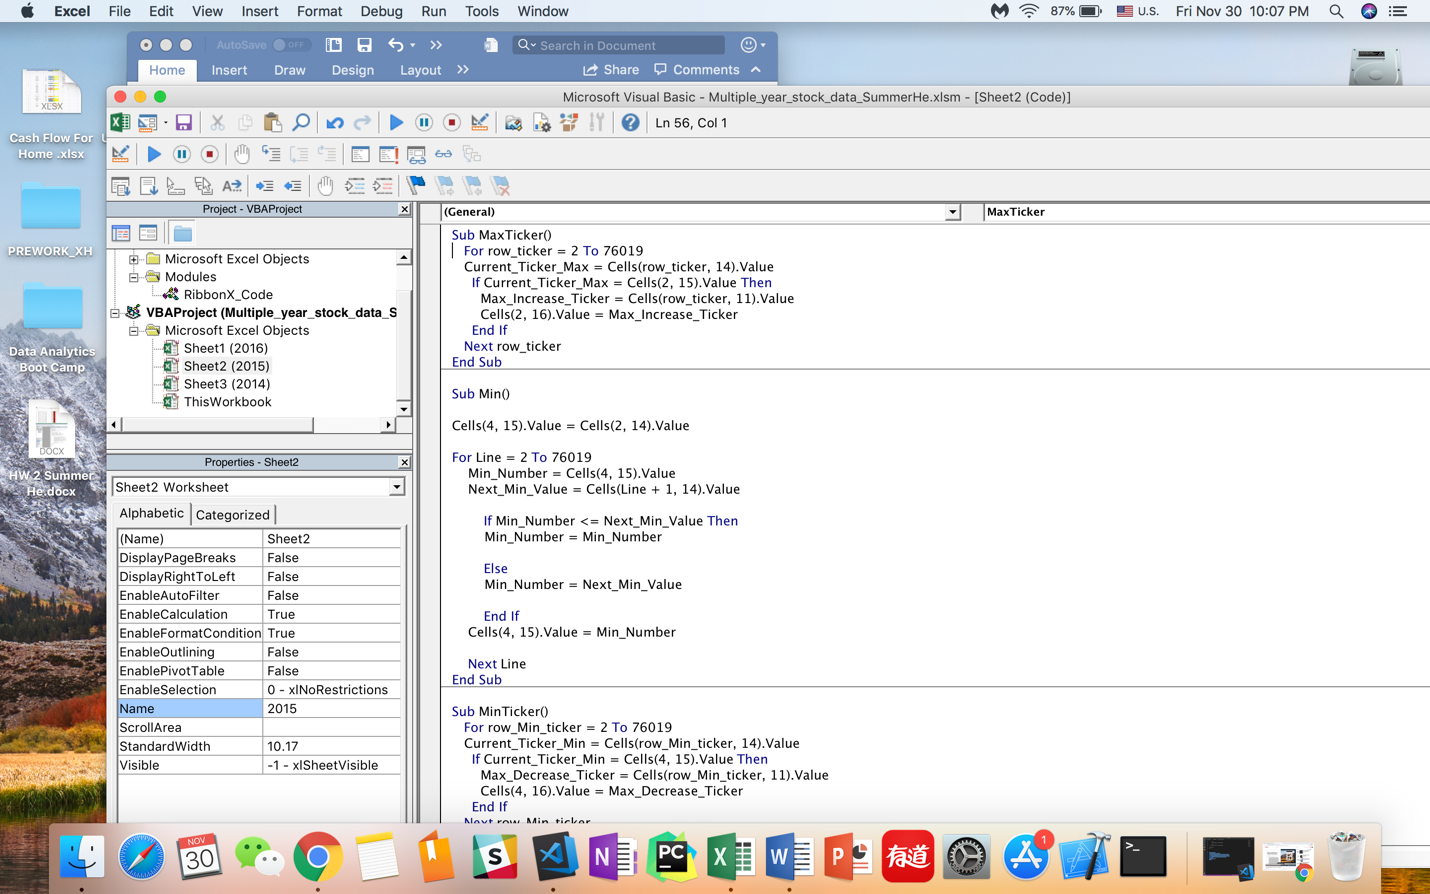 Excel File Edit View Insert Format Debug Run Tools Window 87% U.S. Fri Nov 30 10:07 PM
AutoSave OFF Search in Document
Home Insert Draw Design Layout Share Comments
Microsoft Visual Basic - Multiple_year_stock_data_SummerHe.xlsm - [Sheet2 (Code)]
Ln 56, Col 1
XLSX
Cash Flow For
Home .xlsx
PREWORK_XH
Data Analytics
Boot Camp
DOCX
HW 2 Summer
He.docx
Project - VBAProject
Microsoft Excel Objects
Modules
RibbonX_Code
VBAProject (Multiple_year_stock_data_S
Microsoft Excel Objects
Sheet1 (2016)
Sheet2 (2015)
Sheet3 (2014)
ThisWorkbook
Properties - Sheet2
Sheet2 Worksheet
Alphabetic Categorized
(Name) Sheet2
DisplayPageBreaks False
DisplayRightToLeft False
EnableAutoFilter False
EnableCalculation True
EnableFormatCondition True
EnableOutlining False
EnablePivotTable False
EnableSelection 0 - xlNoRestrictions
Name 2015
ScrollArea
StandardWidth 10.17
Visible -1 - xlSheetVisible
(General) MaxTicker
Sub MaxTicker()
For row_ticker = 2 To 76019
Current_Ticker_Max = Cells(row_ticker, 14).Value
If Current_Ticker_Max = Cells(2, 15).Value Then
Max_Increase_Ticker = Cells(row_ticker, 11).Value
Cells(2, 16).Value = Max_Increase_Ticker
End If
Next row_ticker
End Sub
Sub Min()
Cells(4, 15).Value = Cells(2, 14).Value
For Line = 2 To 76019
Min_Number = Cells(4, 15).Value
Next_Min_Value = Cells(Line + 1, 14).Value
If Min_Number <= Next_Min_Value Then
Min_Number = Min_Number
Else
Min_Number = Next_Min_Value
End If
Cells(4, 15).Value = Min_Number
Next Line
End Sub
Sub MinTicker()
For row_Min_ticker = 2 To 76019
Current_Ticker_Min = Cells(row_Min_ticker, 14).Value
If Current_Ticker_Min = Cells(4, 15).Value Then
Max_Decrease_Ticker = Cells(row_Min_ticker, 11).Value
Cells(4, 16).Value = Max_Decrease_Ticker
End If
Next row_Min_ticker
NOV
30
S
N
PC
X
W
P
有道
1
>_